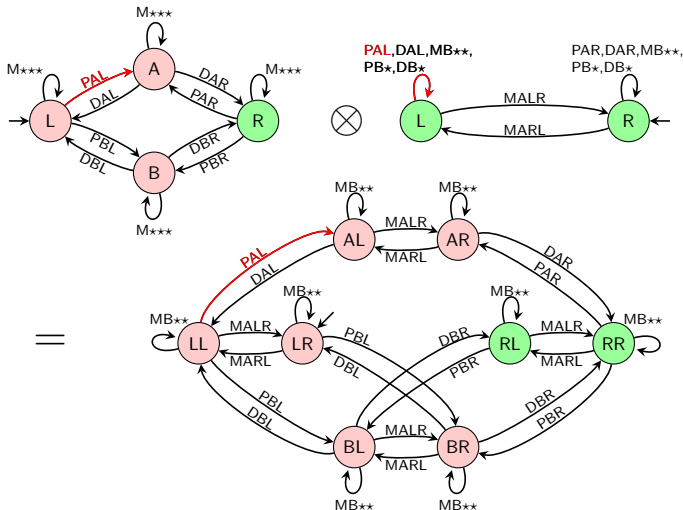 M⋆⋆⋆
PAL,DAL,MB⋆⋆,
PB⋆,DB⋆
PAR,DAR,MB⋆⋆,
PB⋆,DB⋆
M⋆⋆⋆
PAL
A
DAR
M⋆⋆⋆
DAL
PAR
L
R
⊗
L
MALR
MARL
R
PBL
DBL
B
DBR
PBR
M⋆⋆⋆
MB⋆⋆
MB⋆⋆
PAL
DAL
AL
MALR
MARL
AR
DAR
PAR
=
MB⋆⋆
MB⋆⋆
MB⋆⋆
MB⋆⋆
LL
MALR
MARL
LR
PBL
DBL
DBR
PBR
RL
MALR
MARL
RR
PBL
DBL
DBR
PBR
BL
MALR
MARL
BR
MB⋆⋆
MB⋆⋆